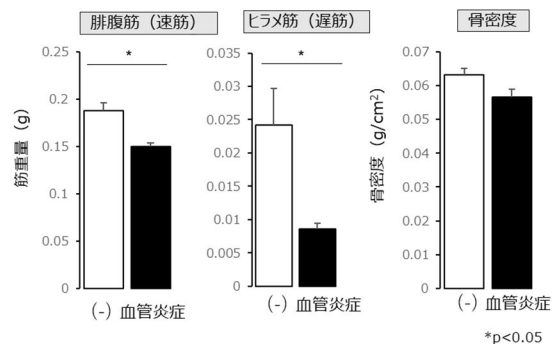 腓腹筋（速筋）
ヒラメ筋（遅筋）
骨密度
*
*
筋重量（g）
0.25
0.2
0.15
0.1
0.05
0
0.035
0.03
0.025
0.02
0.015
0.01
0.005
0
骨密度（g/cm²）
0.07
0.06
0.05
0.04
0.03
0.02
0.01
0
(-) 血管炎症
(-) 血管炎症
(-) 血管炎症
*p<0.05